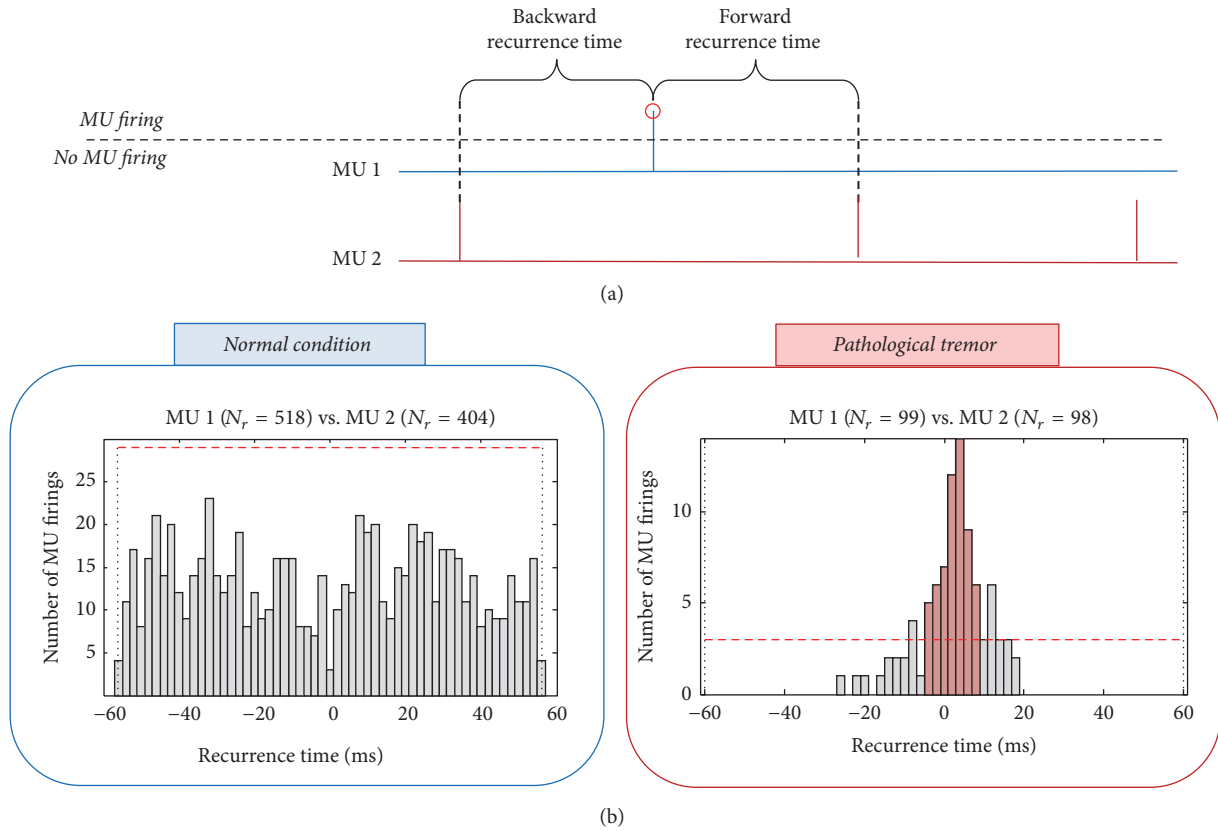 Backward
recurrence time
Forward
recurrence time
MU firing
No MU firing
MU 1
MU 2
(a)
Normal condition
MU 1 (Nr = 518) vs. MU 2 (Nr = 404)
Number of MU firings
25
20
15
10
5
−60 −40 −20 0 20 40 60
Recurrence time (ms)
Pathological tremor
MU 1 (Nr = 99) vs. MU 2 (Nr = 98)
Number of MU firings
10
5
0
−60 −40 −20 0 20 40 60
Recurrence time (ms)
(b)